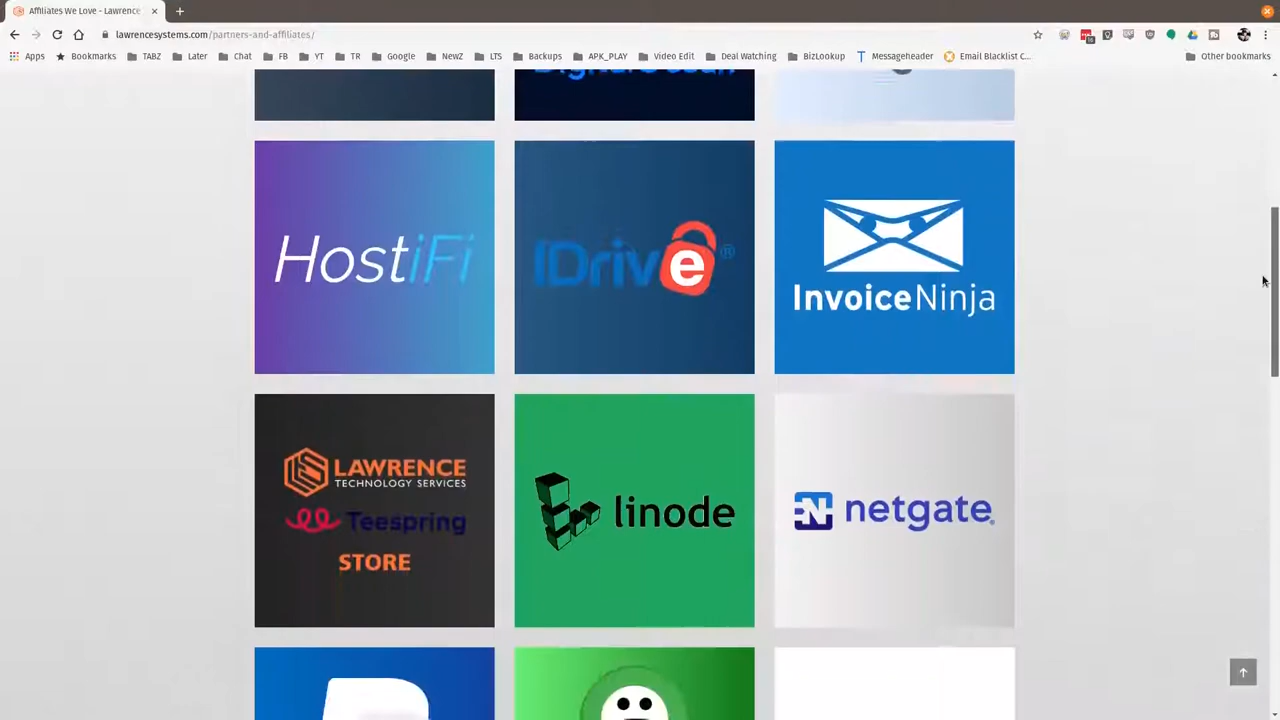 Affiliates We Love - Lawrence
lawrencesystems.com/partners-and-affiliates/
Apps Bookmarks TABZ Later Chat FB YT TR Google NewZ LTS Backups APK_PLAY Video Edit Deal Watching BizLookup Messageheader Email Blacklist C... Other bookmarks
HostiFi
IDrive®
InvoiceNinja
LAWRENCE
TECHNOLOGY SERVICES
Teespring
STORE
linode
netgate®